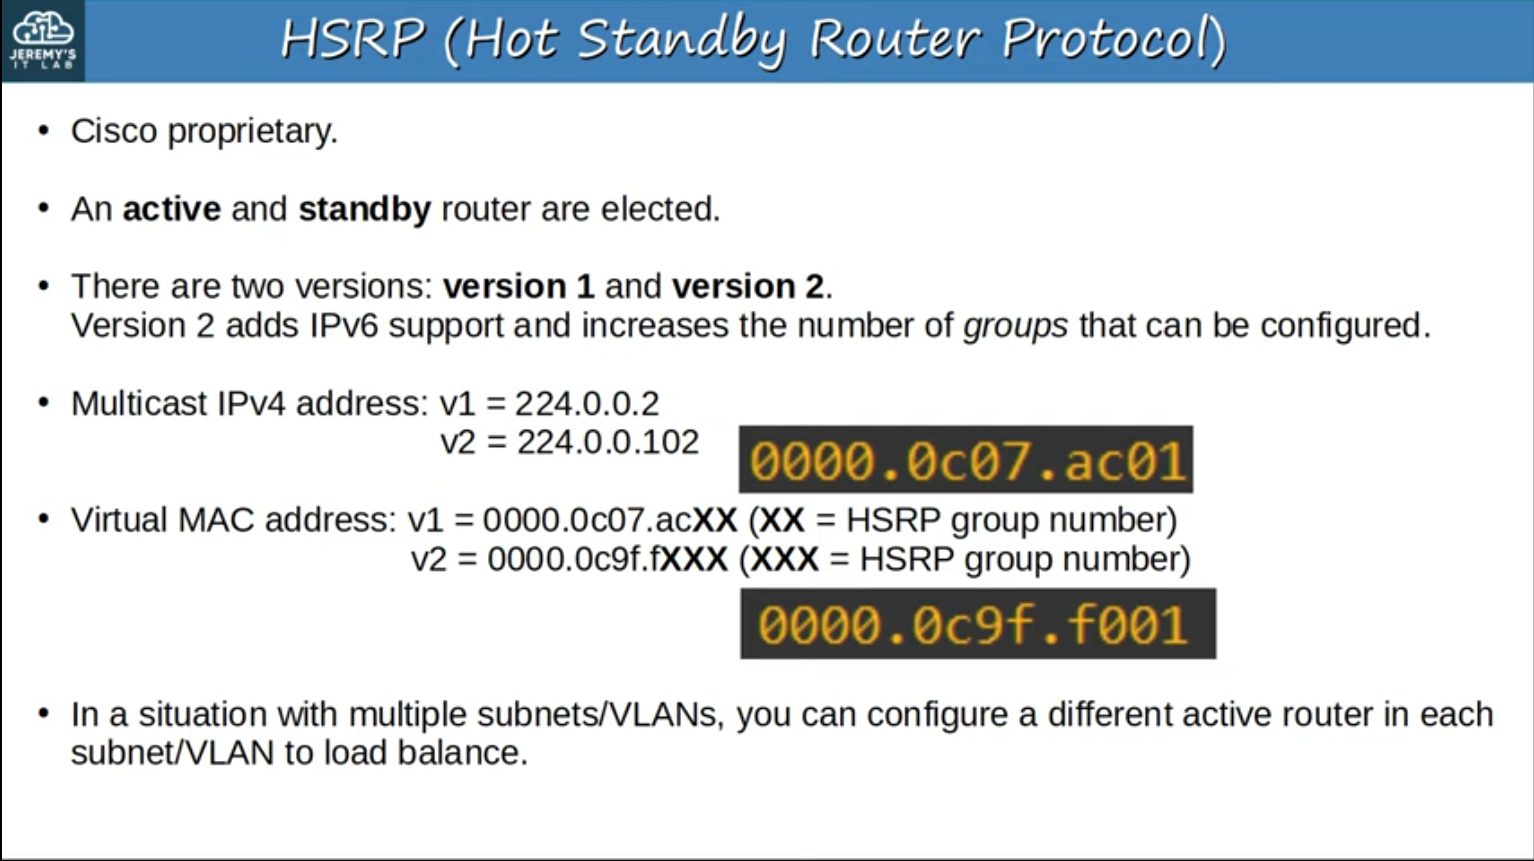 JEREMY'S
IT LAB
HSRP (Hot Standby Router Protocol)
• Cisco proprietary.
• An active and standby router are elected.
• There are two versions: version 1 and version 2.
Version 2 adds IPv6 support and increases the number of groups that can be configured.
• Multicast IPv4 address: v1 = 224.0.0.2
v2 = 224.0.0.102
0000.0c07.ac01
• Virtual MAC address: v1 = 0000.0c07.acXX (XX = HSRP group number)
v2 = 0000.0c9f.fXXX (XXX = HSRP group number)
0000.0c9f.f001
• In a situation with multiple subnets/VLANs, you can configure a different active router in each
subnet/VLAN to load balance.